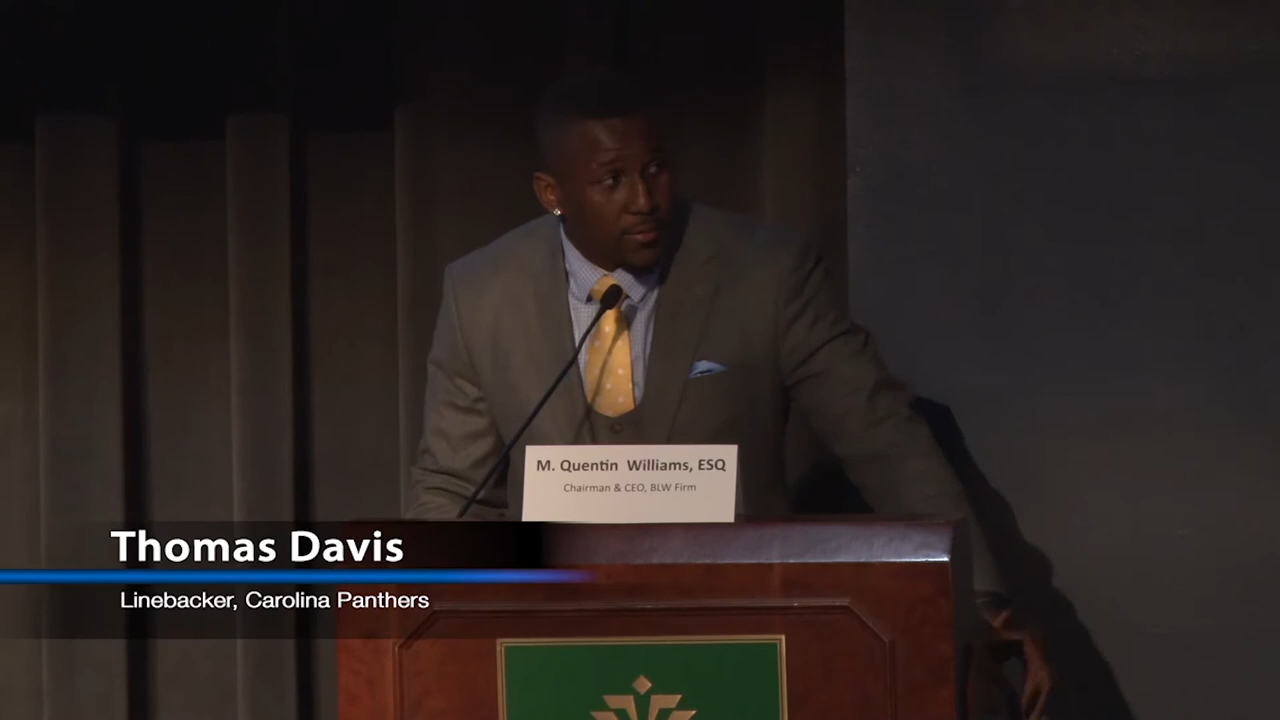 M. Quentin Williams, ESQ
Chairman & CEO, BLW Firm
Thomas Davis
Linebacker, Carolina Panthers